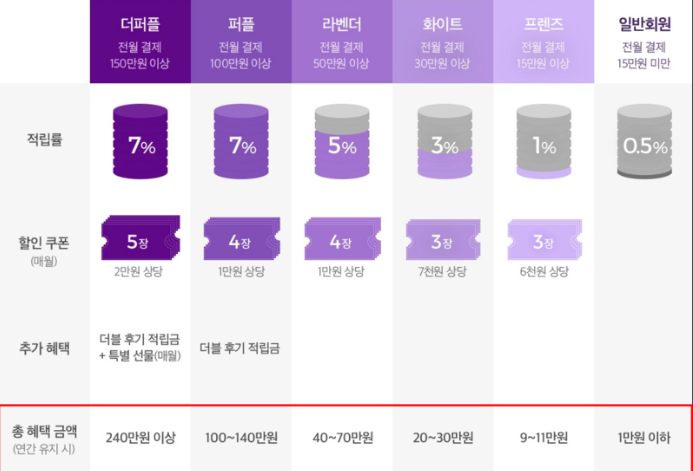 더퍼플
전월 결제
150만원 이상
퍼플
전월 결제
100만원 이상
라벤더
전월 결제
50만원 이상
화이트
전월 결제
30만원 이상
프렌즈
전월 결제
15만원 이상
일반회원
전월 결제
15만원 미만
적립률
7%
7%
5%
3%
1%
0.5%
할인 쿠폰
(매월)
5장
2만원 상당
4장
1만원 상당
4장
1만원 상당
3장
7천원 상당
3장
6천원 상당
추가 혜택
더블 후기 적립금
+ 특별 선물(매월)
더블 후기 적립금
총 혜택 금액
(연간 유지 시)
240만원 이상
100~140만원
40~70만원
20~30만원
9~11만원
1만원 이하